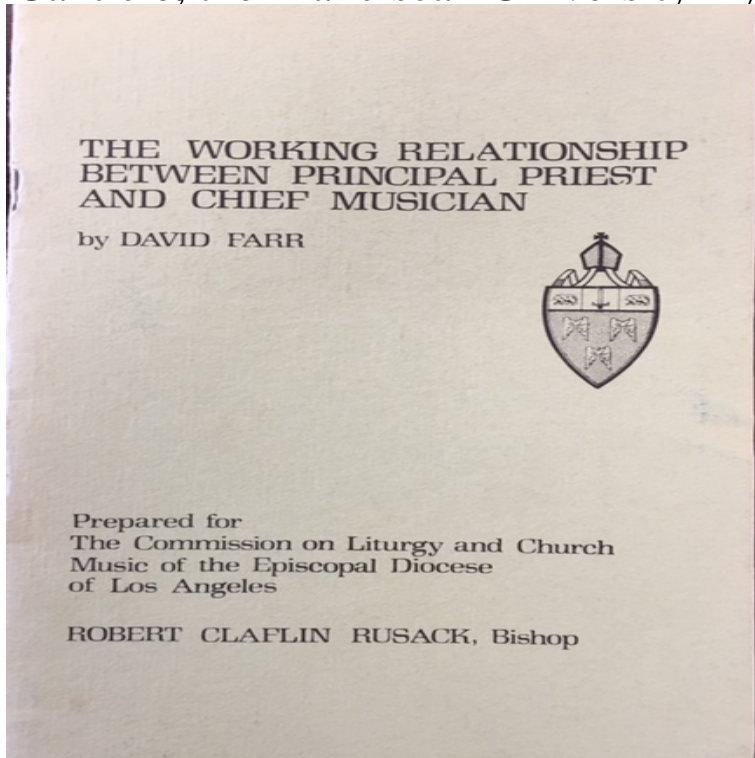 THE WORKING RELATIONSHIP
BETWEEN PRINCIPAL PRIEST
AND CHIEF MUSICIAN
by DAVID FARR
Prepared for
The Commission on Liturgy and Church
Music of the Episcopal Diocese
of Los Angeles
ROBERT CLAFLIN RUSACK, Bishop